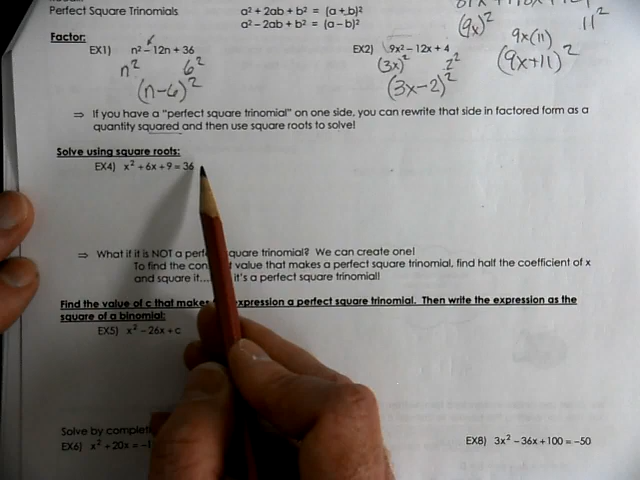 Perfect Square Trinomials a² + 2ab + b² = (a + b)²
a² - 2ab + b² = (a - b)²
(9x)² 11²
9x(11)
(9x+11)²
Factor:
EX1) n² - 12n + 36 EX2) 9x² - 12x + 4
n² 6² (3x)² 2²
(n-6)² (3x-2)²
⇒ If you have a "perfect square trinomial" on one side, you can rewrite that side in factored form as a
quantity squared and then use square roots to solve!
Solve using square roots:
EX4) x² + 6x + 9 = 36
⇒ What if it is NOT a square trinomial? We can create one!
To find the value that makes a perfect square trinomial, find half the coefficient of x
and square it... it's a perfect square trinomial!
Find the value of c that makes expression a perfect square trinomial. Then write the expression as the
square of a binomial:
EX5) x² - 26x + c
Solve by
EX6) x² + 20x = EX8) 3x² - 36x + 100 = -50